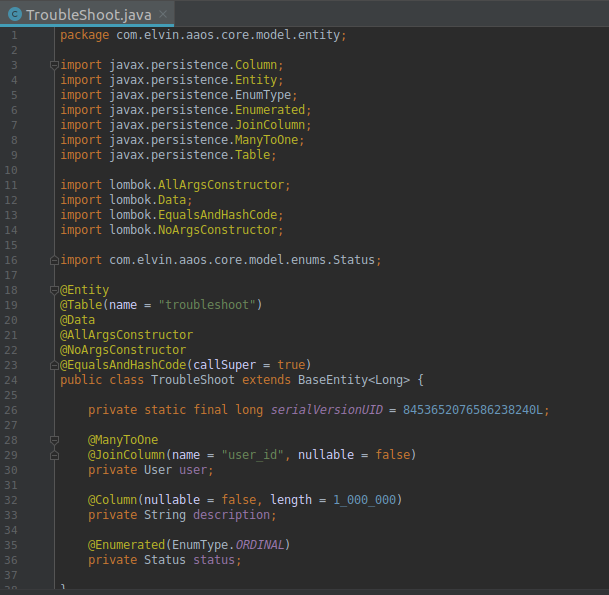 TroubleShoot.java
1 package com.elvin.aaos.core.model.entity;
2
3 import javax.persistence.Column;
4 import javax.persistence.Entity;
5 import javax.persistence.EnumType;
6 import javax.persistence.Enumerated;
7 import javax.persistence.JoinColumn;
8 import javax.persistence.ManyToOne;
9 import javax.persistence.Table;
10
11 import lombok.AllArgsConstructor;
12 import lombok.Data;
13 import lombok.EqualsAndHashCode;
14 import lombok.NoArgsConstructor;
15
16 import com.elvin.aaos.core.model.enums.Status;
17
18 @Entity
19 @Table(name = "troubleshoot")
20 @Data
21 @AllArgsConstructor
22 @NoArgsConstructor
23 @EqualsAndHashCode(callSuper = true)
24 public class TroubleShoot extends BaseEntity<Long> {
25
26 private static final long serialVersionUID = 8453652076586238240L;
27
28 @ManyToOne
29 @JoinColumn(name = "user_id", nullable = false)
30 private User user;
31
32 @Column(nullable = false, length = 1_000_000)
33 private String description;
34
35 @Enumerated(EnumType.ORDINAL)
36 private Status status;
37
38 }